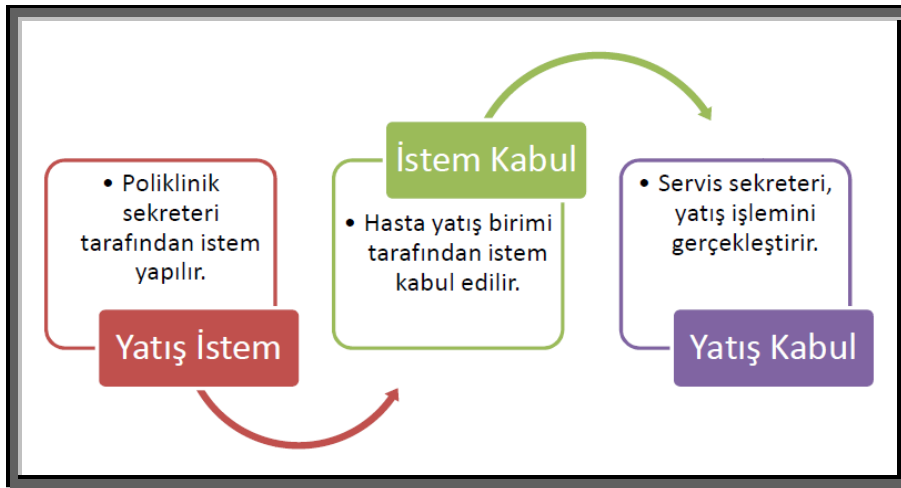 • Poliklinik
sekreteri
tarafından istem
yapılır.
Yatış İstem
İstem Kabul
• Hasta yatış birimi
tarafından istem
kabul edilir.
• Servis sekreteri,
yatış işlemini
gerçekleştirir.
Yatış Kabul